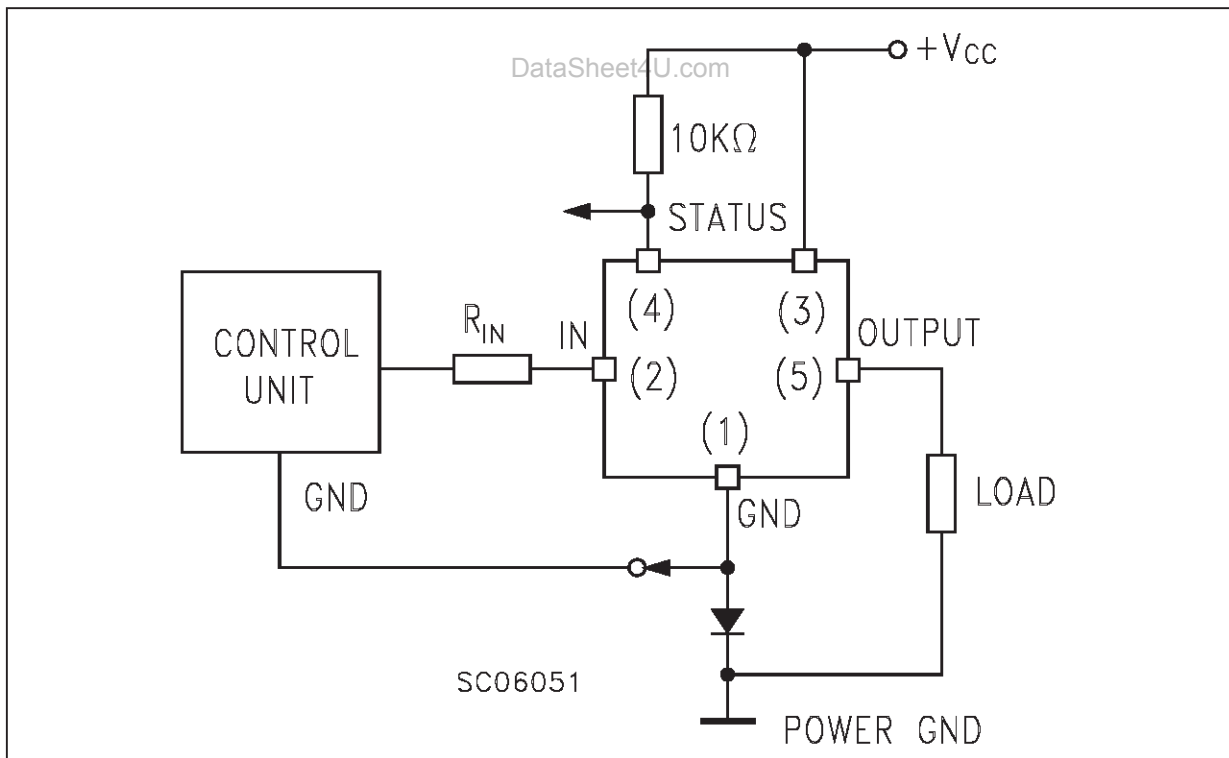 +VCC
DataSheet4U.com
10KΩ
STATUS
(4)
(3)
RIN
IN
OUTPUT
CONTROL
UNIT
(2)
(5)
(1)
GND
GND
LOAD
SC06051
POWER GND